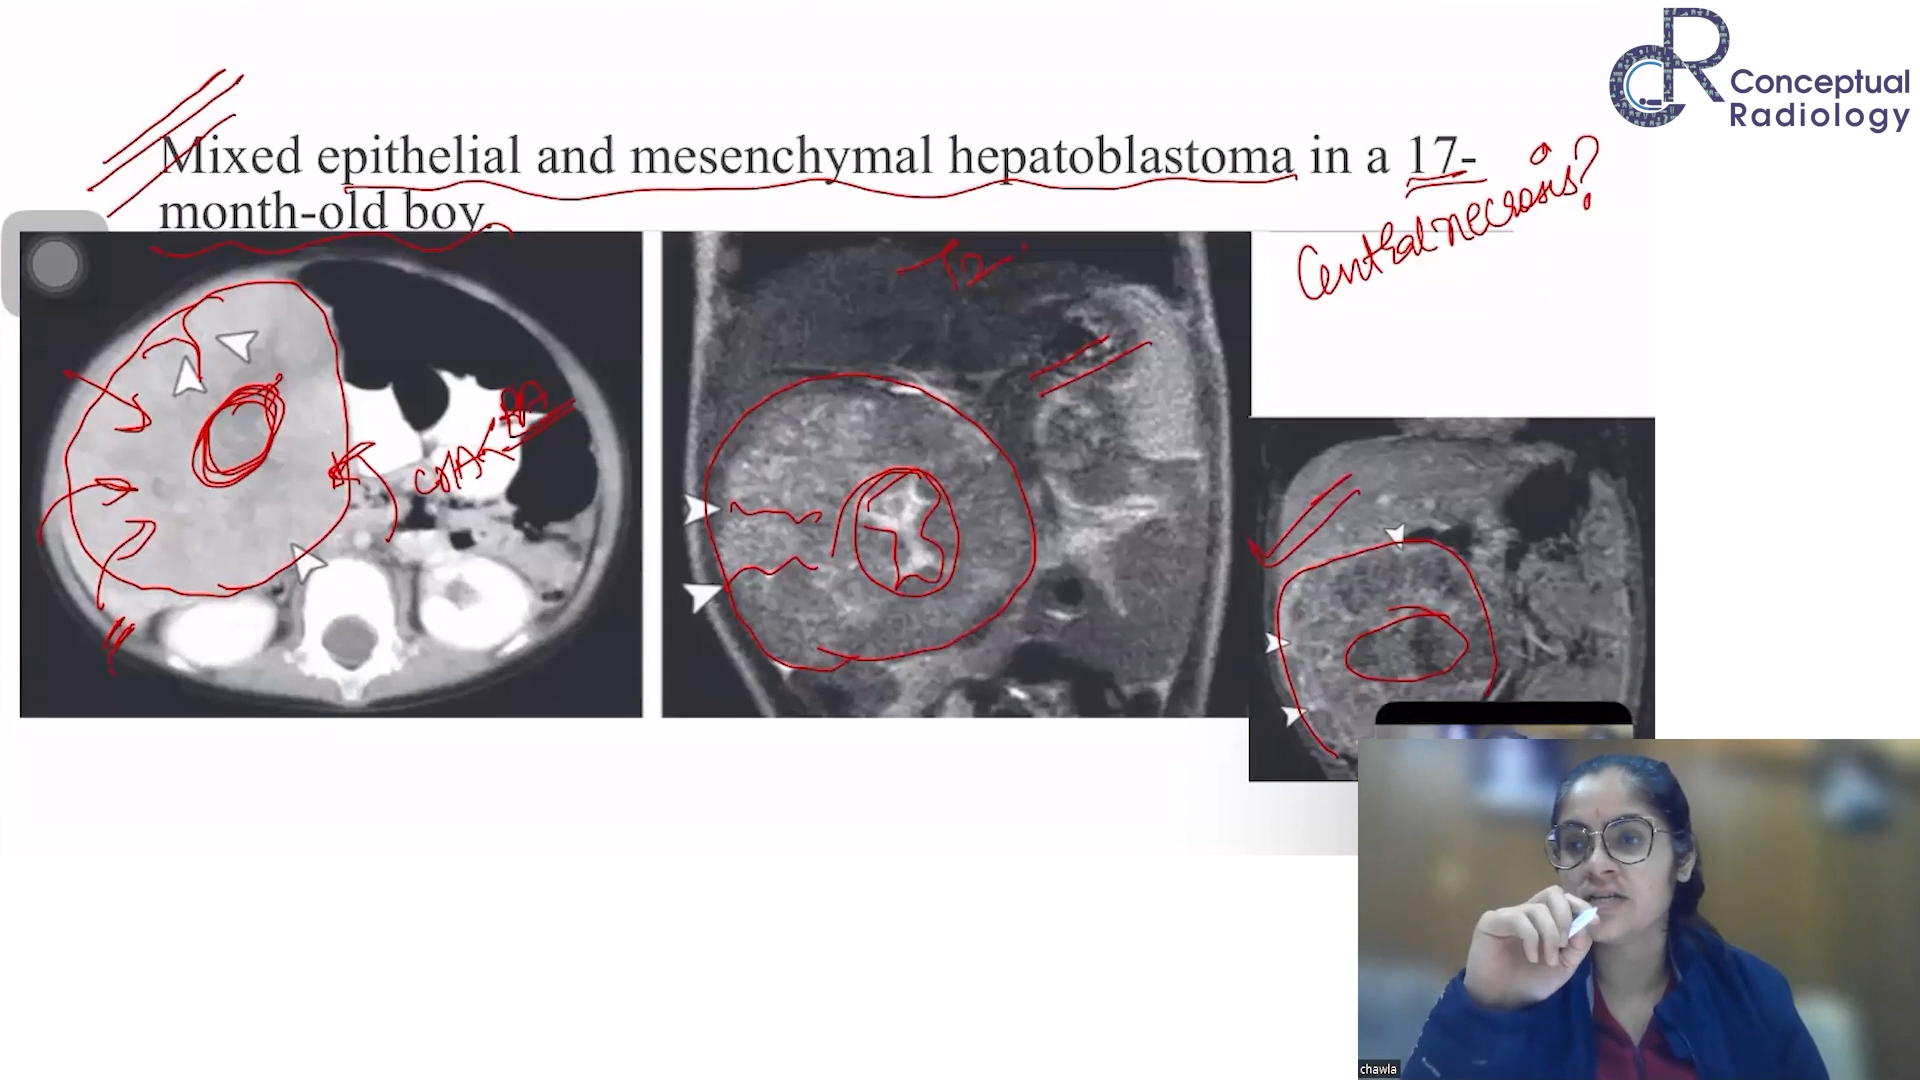 Conceptual
Radiology
Mixed epithelial and mesenchymal hepatoblastoma in a 17-
month-old boy.
Central necrosis?
T2
chawla